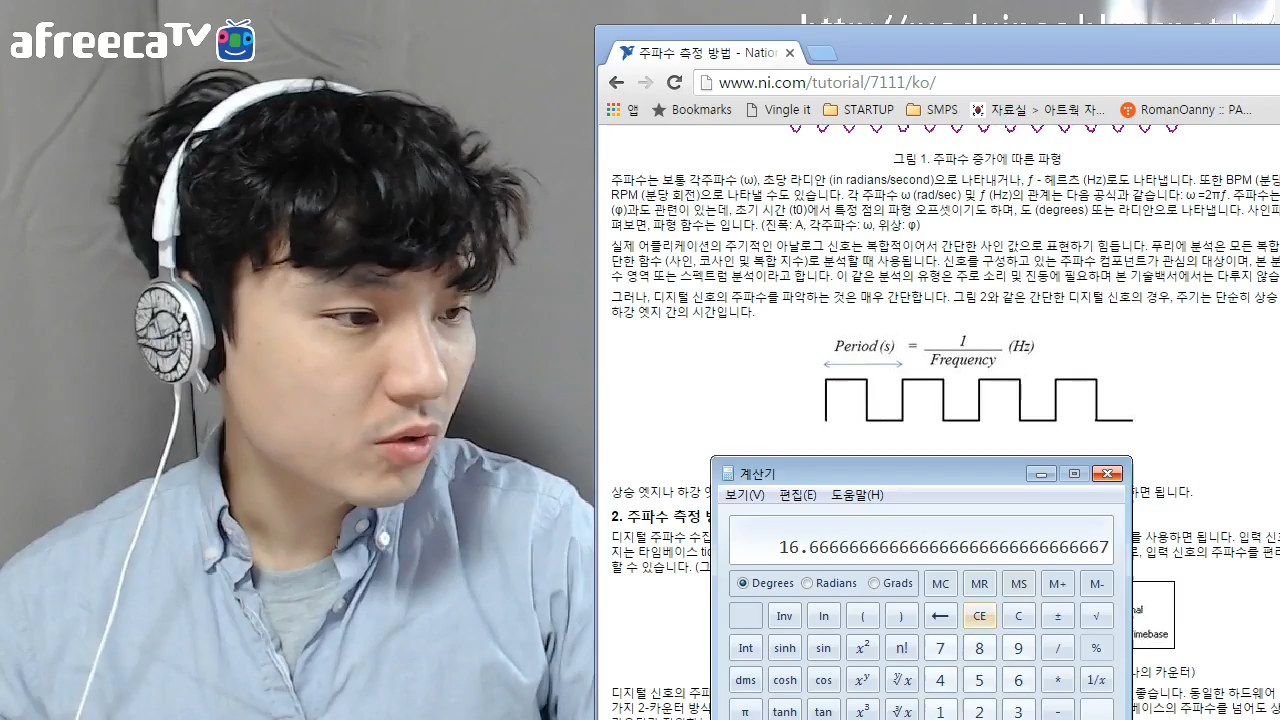 afreecaTV
주파수 측정 방법 - Nation
www.ni.com/tutorial/7111/ko/
앱 Bookmarks Vingle it STARTUP SMPS 자료실 > 아트웍 자... RomanOanny :: PA...
그림 1. 주파수 증가에 따른 파형
주파수는 보통 각주파수 (ω), 초당 라디안 (in radians/second)으로 나타내거나, ƒ - 헤르츠 (Hz)로도 나타냅니다. 또한 BPM (분당
RPM (분당 회전)으로 나타낼 수도 있습니다. 각 주파수 ω (rad/sec) 및 ƒ (Hz)의 관계는 다음 공식과 같습니다: ω =2πƒ. 주파수는
(φ)과도 관련이 있는데, 초기 시간 (t0)에서 특정 점의 파형 오프셋이기도 하며, 도 (degrees) 또는 라디안으로 나타냅니다. 사인파
펴보면, 파형 함수는 입니다. (진폭: A, 각주파수: ω, 위상: φ)
실제 어플리케이션의 주기적인 아날로그 신호는 복합적이어서 간단한 사인 값으로 표현하기 힘듭니다. 푸리에 분석은 모든 복합
단한 함수 (사인, 코사인 및 복합 지수)로 분석할 때 사용됩니다. 신호를 구성하고 있는 주파수 컴포넌트가 관심의 대상이며, 본 분
수 영역 또는 스펙트럼 분석이라고 합니다. 이 같은 분석의 유형은 주로 소리 및 진동에 필요하며 본 기술백서에서는 다루지 않습
그러나, 디지털 신호의 주파수를 파악하는 것은 매우 간단합니다. 그림 2와 같은 간단한 디지털 신호의 경우, 주기는 단순히 상승
하강 엣지 간의 시간입니다.
Period (s) = 1 / Frequency (Hz)
계산기
보기(V) 편집(E) 도움말(H)
상승 엣지나 하강 엇 하면 됩니다.
16.666666666666666666666666666667
2. 주파수 측정 방
디지털 주파수 수집 를 사용하면 됩니다. 입력 신호
지는 타임베이스 tic 로, 입력 신호의 주파수를 편리
할 수 있습니다. (그
Degrees Radians Grads MC MR MS M+ M-
nal
Inv ln ( ) ← CE C ± √
imebase
Int sinh sin x² n! 7 8 9 / %
나의 카운터)
dms cosh cos xʸ ʸ√x 4 5 6 * 1/x
디지털 신호의 주파 좋습니다. 동일한 하드웨어
가지 2-카운터 방식 베이스의 주파수를 넘어도 상
π tanh tan x³ ³√x 1 2 3 -